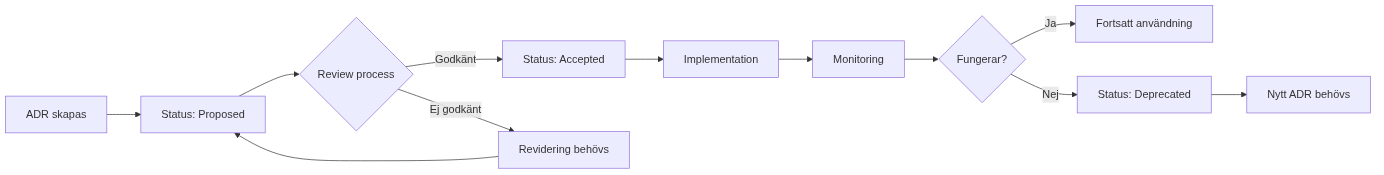 ADR skapas
Status: Proposed
Review process
Godkänt
Ej godkänt
Status: Accepted
Revidering behövs
Implementation
Monitoring
Fungerar?
Ja
Nej
Fortsatt användning
Status: Deprecated
Nytt ADR behövs